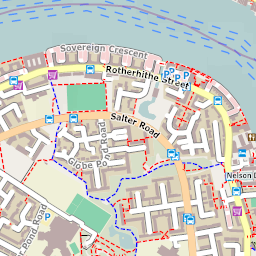 Sovereign Crescent
Rotherhithe Street
P
P
P
P
Salter Road
Globe Pond Road
Nelson D
r Pond Road
P